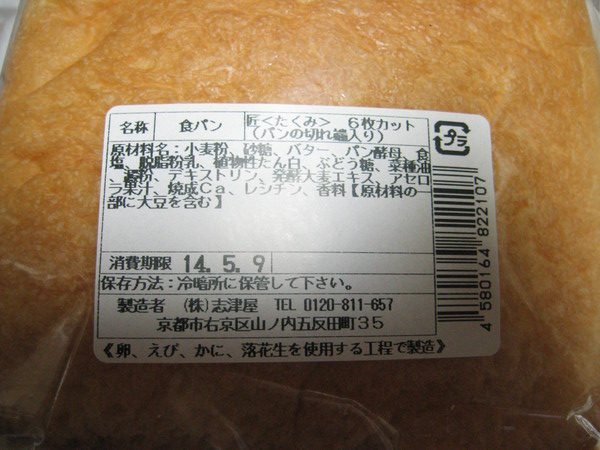 名称 食パン 匠<たくみ> 6枚カット
(パンの切れ端入り)
原材料名:小麦粉、砂糖、バター、パン酵母、食
塩、脱脂粉乳、植物性たん白、ぶどう糖、菜種油
、澱粉、デキストリン、発酵大麦エキス、アセロ
ラ果汁、焼成Ca、レシチン、香料【原材料の一
部に大豆を含む】
消費期限 14.5.9
保存方法:冷暗所に保管して下さい。
製造者 (株)志津屋 TEL 0120-811-657
京都市右京区山ノ内五反田町35
《卵、えび、かに、落花生を使用する工程で製造》
プラ
4580164822107